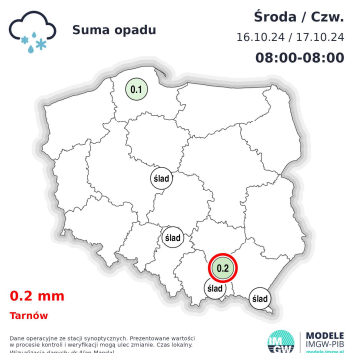 Suma opadu
Środa / Czw.
16.10.24 / 17.10.24
08:00-08:00
0.1
ślad
ślad
0.2
ślad
ślad
0.2 mm
Tarnów
Dane operacyjne ze stacji synoptycznych. Prezentowane wartości
w procesie kontroli i weryfikacji mogą ulec zmianie. Czas lokalny.
IM
GW
MODELE
IMGW-PIB